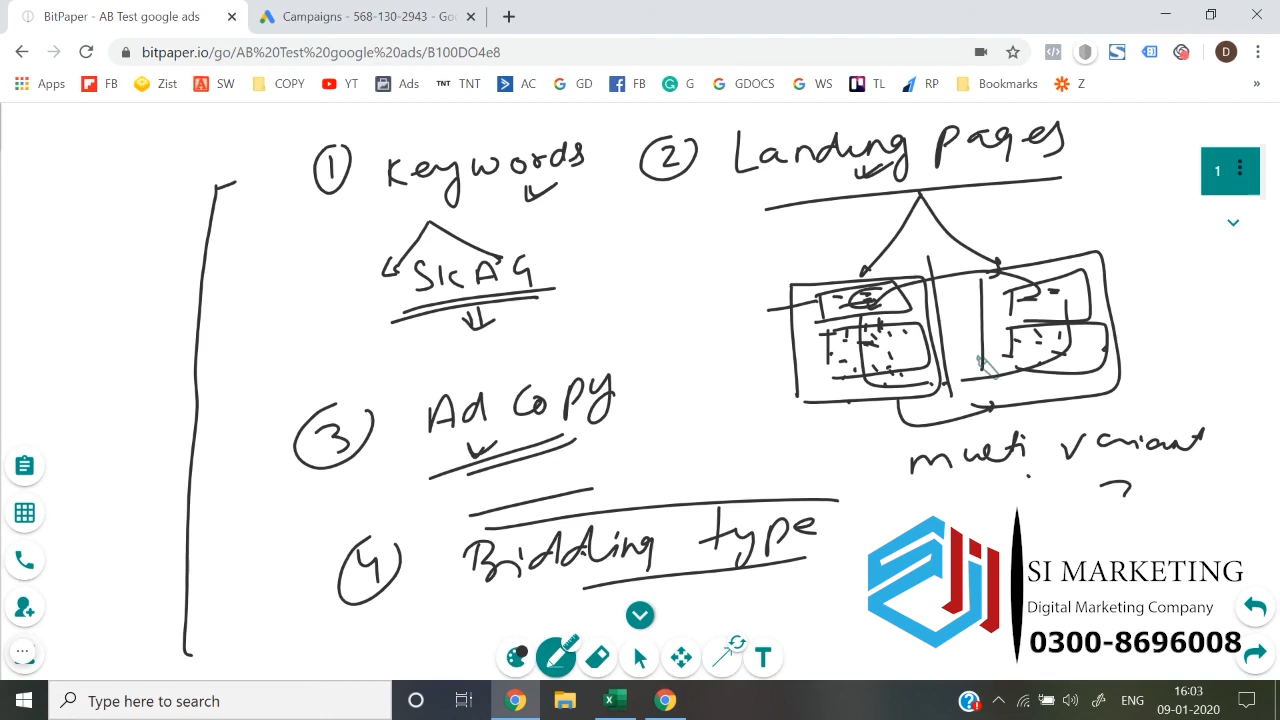 BitPaper - AB Test google ads
Campaigns - 568-130-2943 - Go
bitpaper.io/go/AB%20Test%20google%20ads/B100DO4e8
D
Apps FB Zist SW COPY YT Ads TNT TNT AC GD FB G GDOCS WS TL RP Bookmarks Z »
1 Keywords 2 Landing pages
1
SKAG
3 Ad Copy
multi variant
4 Bidding type
SI MARKETING
Digital Marketing Company
0300-8696008
T
Type here to search
ENG
16:03
09-01-2020